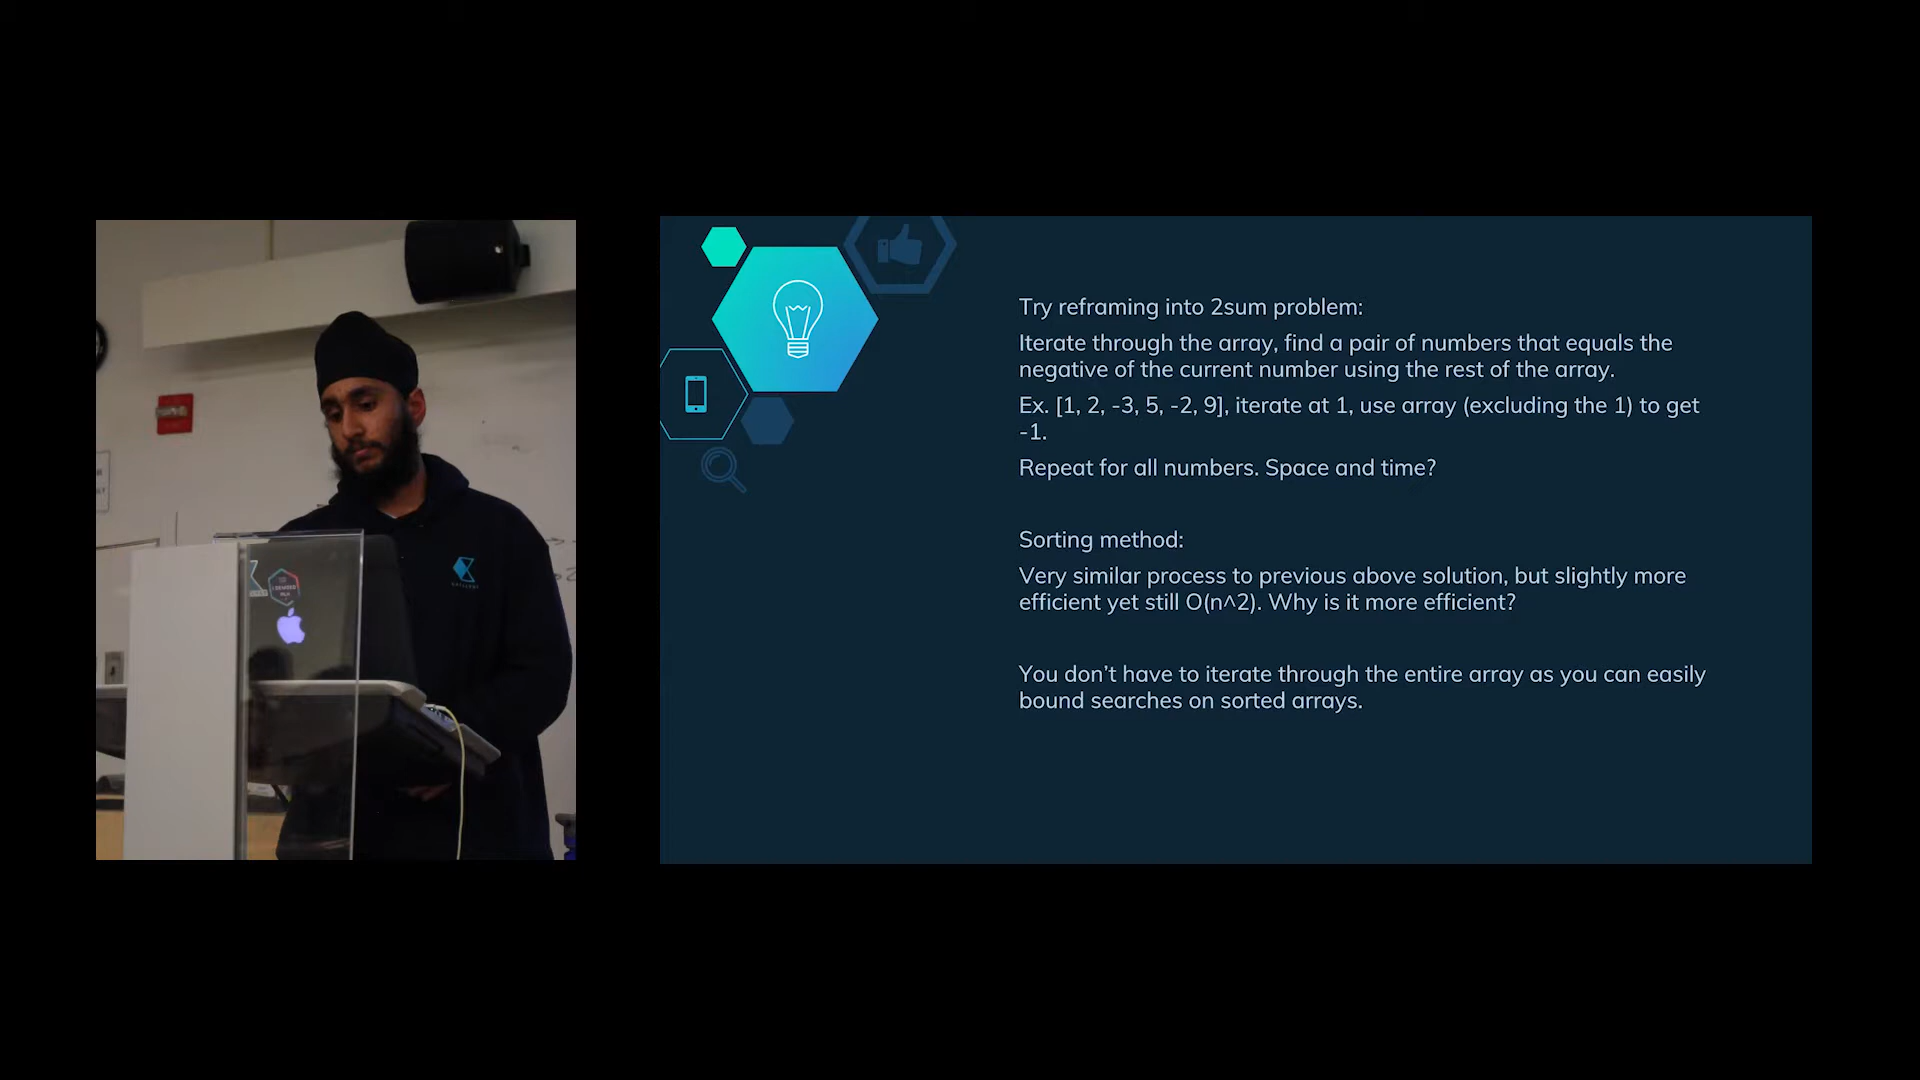 Try reframing into 2sum problem:
Iterate through the array, find a pair of numbers that equals the
negative of the current number using the rest of the array.
Ex. [1, 2, -3, 5, -2, 9], iterate at 1, use array (excluding the 1) to get
-1.
Repeat for all numbers. Space and time?
Sorting method:
Very similar process to previous above solution, but slightly more
efficient yet still O(n^2). Why is it more efficient?
You don’t have to iterate through the entire array as you can easily
bound searches on sorted arrays.